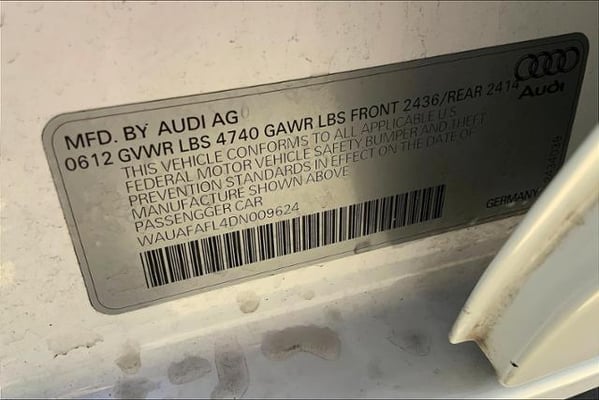 MFD. BY AUDI AG
0612 GVWR LBS 4740 GAWR LBS FRONT 2436/REAR 2414
THIS VEHICLE CONFORMS TO ALL APPLICABLE U.S.
FEDERAL MOTOR VEHICLE SAFETY,BUMPER AND THEFT
PREVENTION STANDARDS IN EFFECT ON THE DATE OF
MANUFACTURE SHOWN ABOVE
PASSENGGER CAR
WAUAFAFL4DN009624
Audi
GERMANY